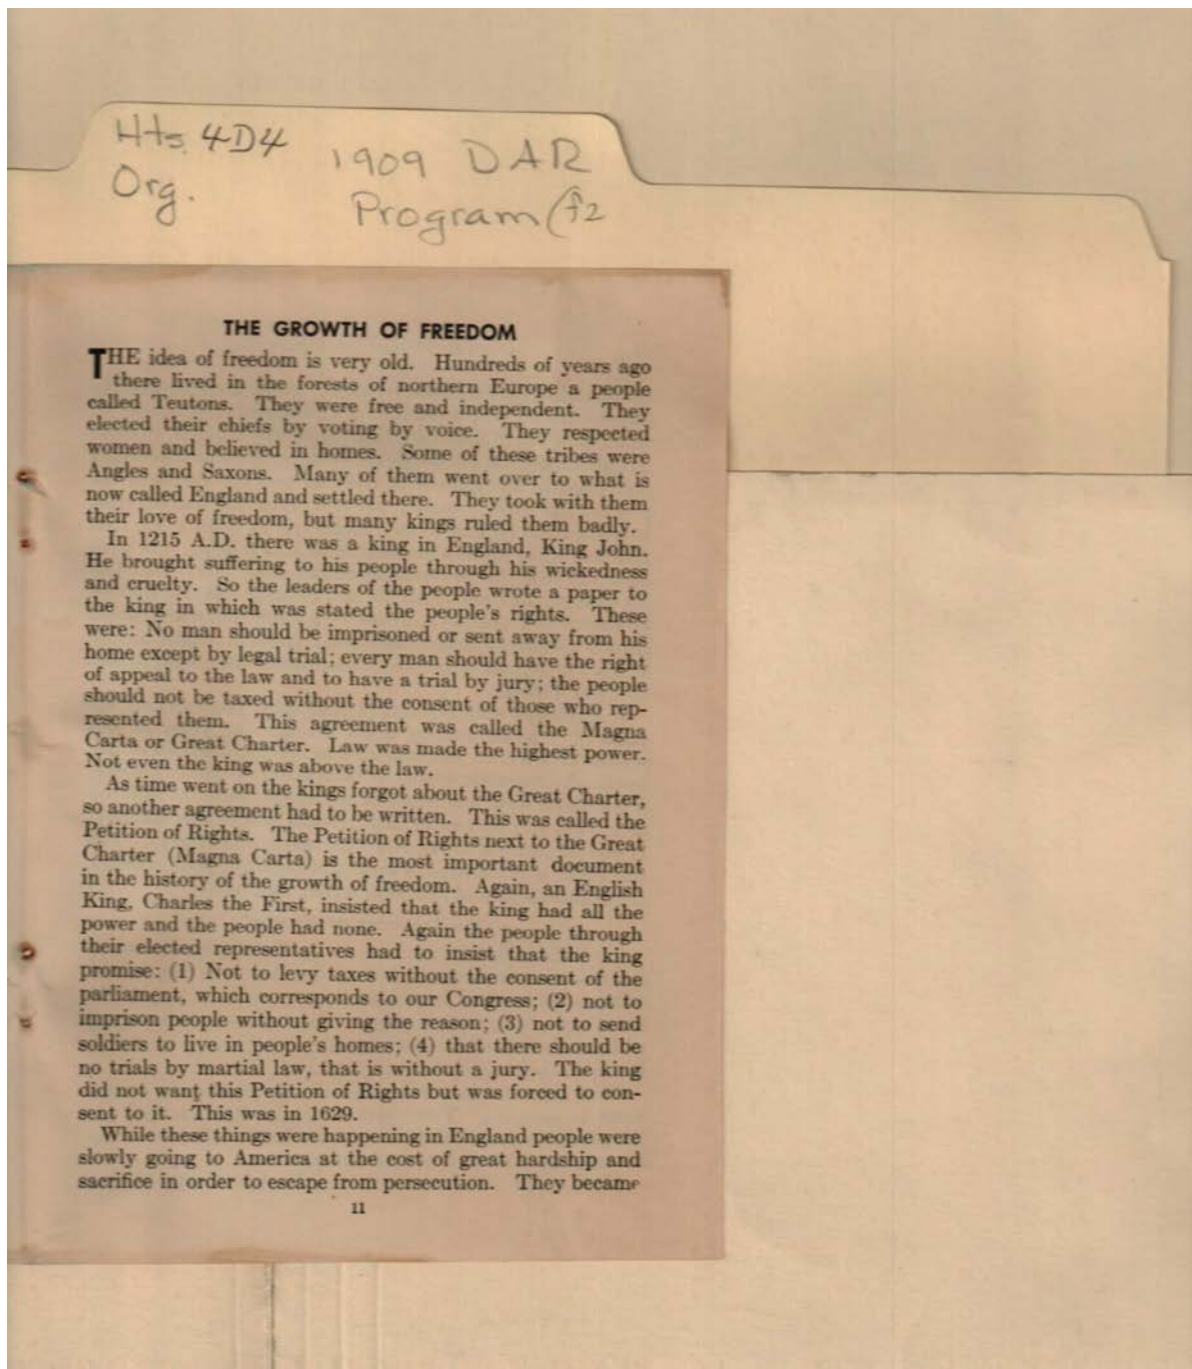 Hts. 4D4
Org.
1909 DAR
Program (f2
THE GROWTH OF FREEDOM
THE idea of freedom is very old. Hundreds of years ago
there lived in the forests of northern Europe a people
called Teutons. They were free and independent. They
elected their chiefs by voting by voice. They respected
women and believed in homes. Some of these tribes were
Angles and Saxons. Many of them went over to what is
now called England and settled there. They took with them
their love of freedom, but many kings ruled them badly.
In 1215 A.D. there was a king in England, King John.
He brought suffering to his people through his wickedness
and cruelty. So the leaders of the people wrote a paper to
the king in which was stated the people's rights. These
were: No man should be imprisoned or sent away from his
home except by legal trial; every man should have the right
of appeal to the law and to have a trial by jury; the people
should not be taxed without the consent of those who rep-
resented them. This agreement was called the Magna
Carta or Great Charter. Law was made the highest power.
Not even the king was above the law.
As time went on the kings forgot about the Great Charter,
so another agreement had to be written. This was called the
Petition of Rights. The Petition of Rights next to the Great
Charter (Magna Carta) is the most important document
in the history of the growth of freedom. Again, an English
King, Charles the First, insisted that the king had all the
power and the people had none. Again the people through
their elected representatives had to insist that the king
promise: (1) Not to levy taxes without the consent of the
parliament, which corresponds to our Congress; (2) not to
imprison people without giving the reason; (3) not to send
soldiers to live in people's homes; (4) that there should be
no trials by martial law, that is without a jury. The king
did not want this Petition of Rights but was forced to con-
sent to it. This was in 1629.
While these things were happening in England people were
slowly going to America at the cost of great hardship and
sacrifice in order to escape from persecution. They became
11